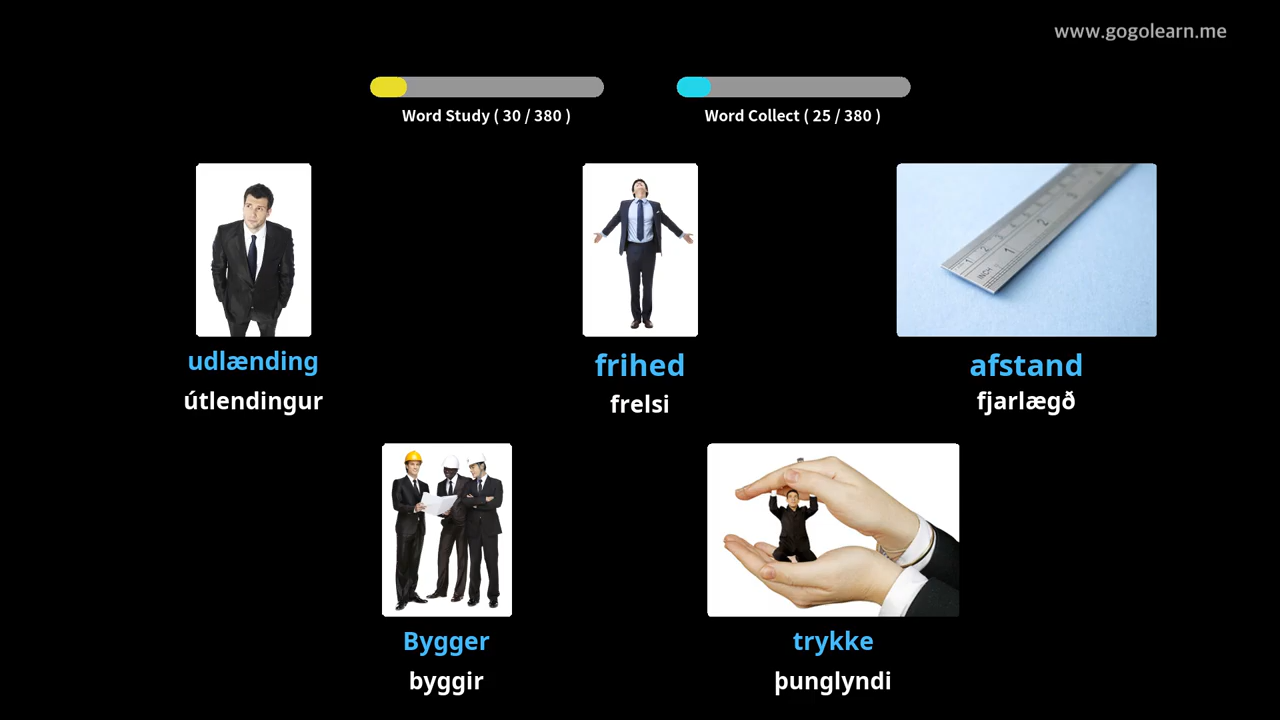 www.gogolearn.me
Word Study ( 30 / 380 )
Word Collect ( 25 / 380 )
udlænding
útlendingur
frihed
frelsi
afstand
fjarlægð
Bygger
byggir
trykke
þunglyndi